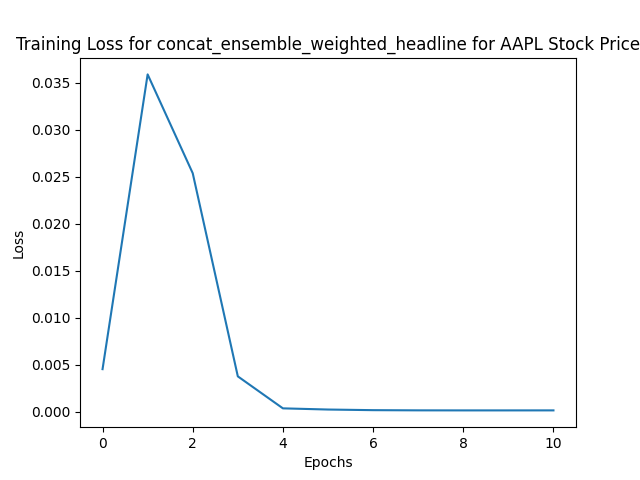 Training Loss for concat_ensemble_weighted_headline for AAPL Stock Price
0.035
0.030
0.025
0.020
0.015
0.010
0.005
0.000
Loss
0 2 4 6 8 10
Epochs